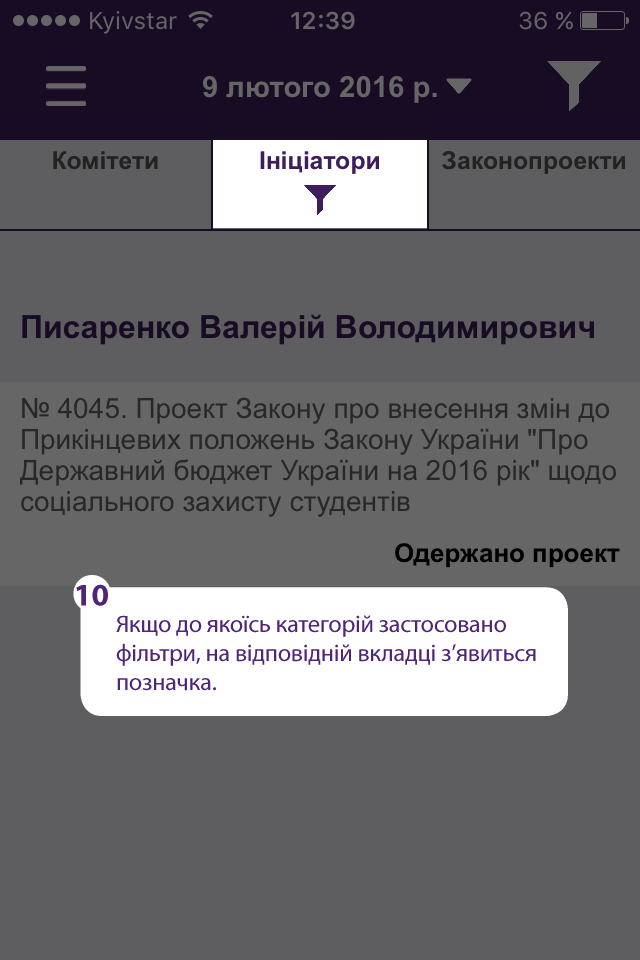 Kyivstar 12:39 36 %
9 лютого 2016 р.
Комітети Ініціатори Законопроекти
Писаренко Валерій Володимирович
№ 4045. Проект Закону про внесення змін до
Прикінцевих положень Закону України "Про
Державний бюджет України на 2016 рік" щодо
соціального захисту студентів
Одержано проект
10
Якщо до якоїсь категорій застосовано
фільтри, на відповідній вкладці з’явиться
позначка.